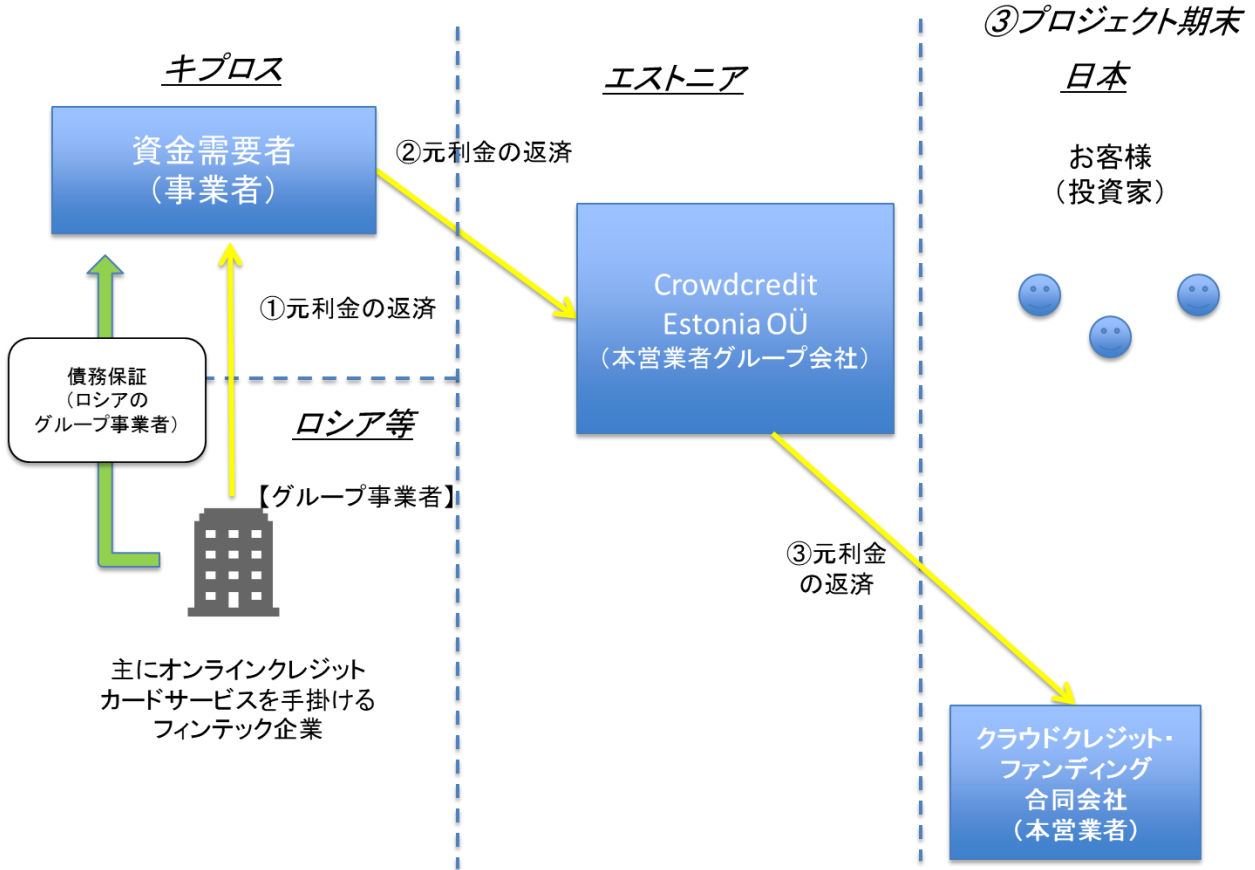 ③プロジェクト期末
キプロス
エストニア
日本
資金需要者
（事業者）
②元利金の返済
お客様
（投資家）
①元利金の返済
Crowdcredit
Estonia OÜ
（本営業者グループ会社）
債務保証
（ロシアの
グループ事業者）
ロシア等
【グループ事業者】
③元利金
の返済
主にオンラインクレジット
カードサービスを手掛ける
フィンテック企業
クラウドクレジット・
ファンディング
合同会社
（本営業者）